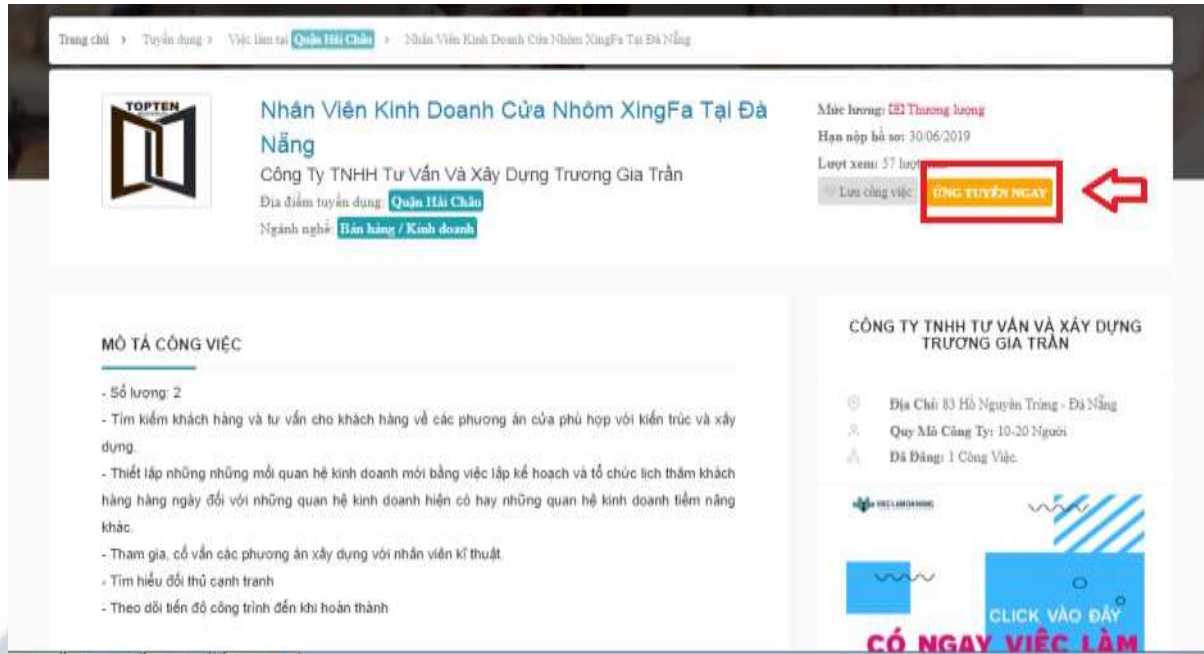 Trang chủ > Tuyển dụng > Việc làm tại Quận Hải Châu > Nhân Viên Kinh Doanh Cửa Nhôm XingFa Tại Đà Nẵng
TOPTEN
Nhân Viên Kinh Doanh Cửa Nhôm XingFa Tại Đà
Nẵng
Công Ty TNHH Tư Vấn Và Xây Dựng Trương Gia Trần
Địa điểm tuyển dụng: Quận Hải Châu
Ngành nghề: Bán hàng / Kinh doanh
Mức lương: Thương lượng
Hạn nộp hồ sơ: 30/06/2019
Lượt xem: 57 lượt
Lưu công việc
ỨNG TUYỂN NGAY
MÔ TẢ CÔNG VIỆC
- Số lượng: 2
- Tìm kiếm khách hàng và tư vấn cho khách hàng về các phương án cửa phù hợp với kiến trúc và xây
dựng.
- Thiết lập những những mối quan hệ kinh doanh mới bằng việc lập kế hoạch và tổ chức lịch thăm khách
hàng hàng ngày đối với những quan hệ kinh doanh hiện có hay những quan hệ kinh doanh tiềm năng
khác.
- Tham gia, cố vấn các phương án xây dựng với nhân viên kĩ thuật
- Tìm hiểu đối thủ cạnh tranh
- Theo dõi tiến độ công trình đến khi hoàn thành
CÔNG TY TNHH TƯ VẤN VÀ XÂY DỰNG
TRƯƠNG GIA TRẦN
Địa Chỉ: 83 Hồ Nguyên Trừng - Đà Nẵng
Quy Mô Công Ty: 10-20 Người
Đã Đăng: 1 Công Việc.
VIECLAMDANANG
CLICK VÀO ĐÂY
CÓ NGAY VIỆC LÀM